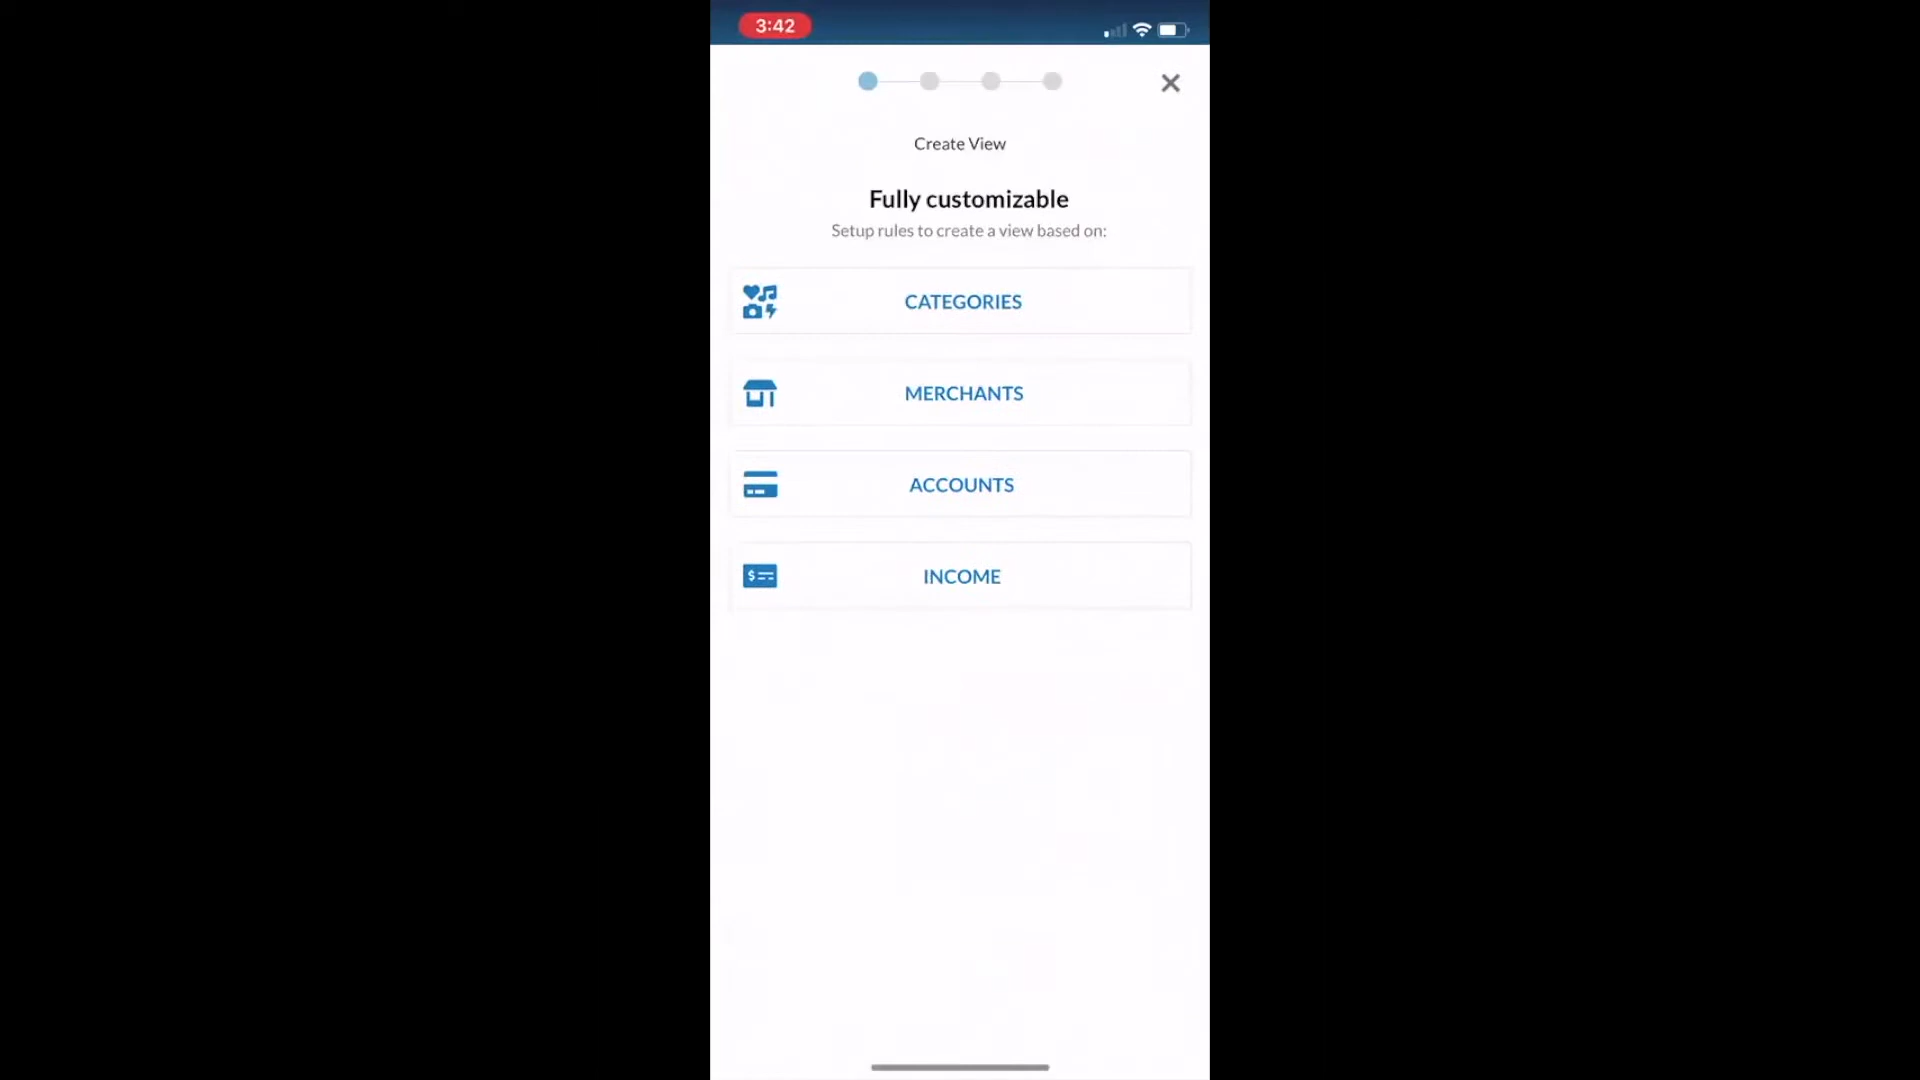 3:42
Create View
Fully customizable
Setup rules to create a view based on:
CATEGORIES
MERCHANTS
ACCOUNTS
$
INCOME